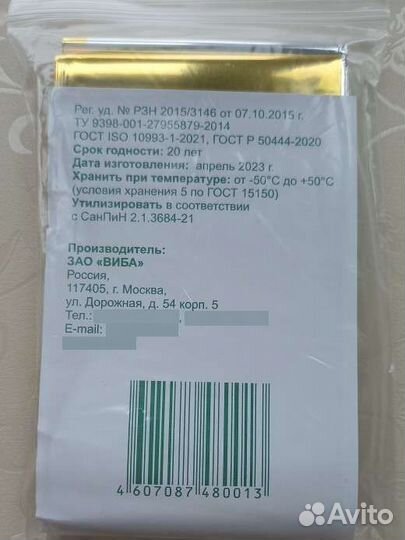 Рег. уд. № РЗН 2015/3146 от 07.10.2015 г.
ТУ 9398-001-27955879-2014
ГОСТ ISO 10993-1-2021, ГОСТ Р 50444-2020
Срок годности: 20 лет
Дата изготовления: апрель 2023 г.
Хранить при температуре: от -50°С до +50°С
(условия хранения 5 по ГОСТ 15150)
Утилизировать в соответствии
с СанПиН 2.1.3684-21
Производитель:
ЗАО «ВИБА»
Россия,
117405, г. Москва,
ул. Дорожная, д. 54 корп. 5
Тел.:
E-mail:
4 607087 480013
Avito